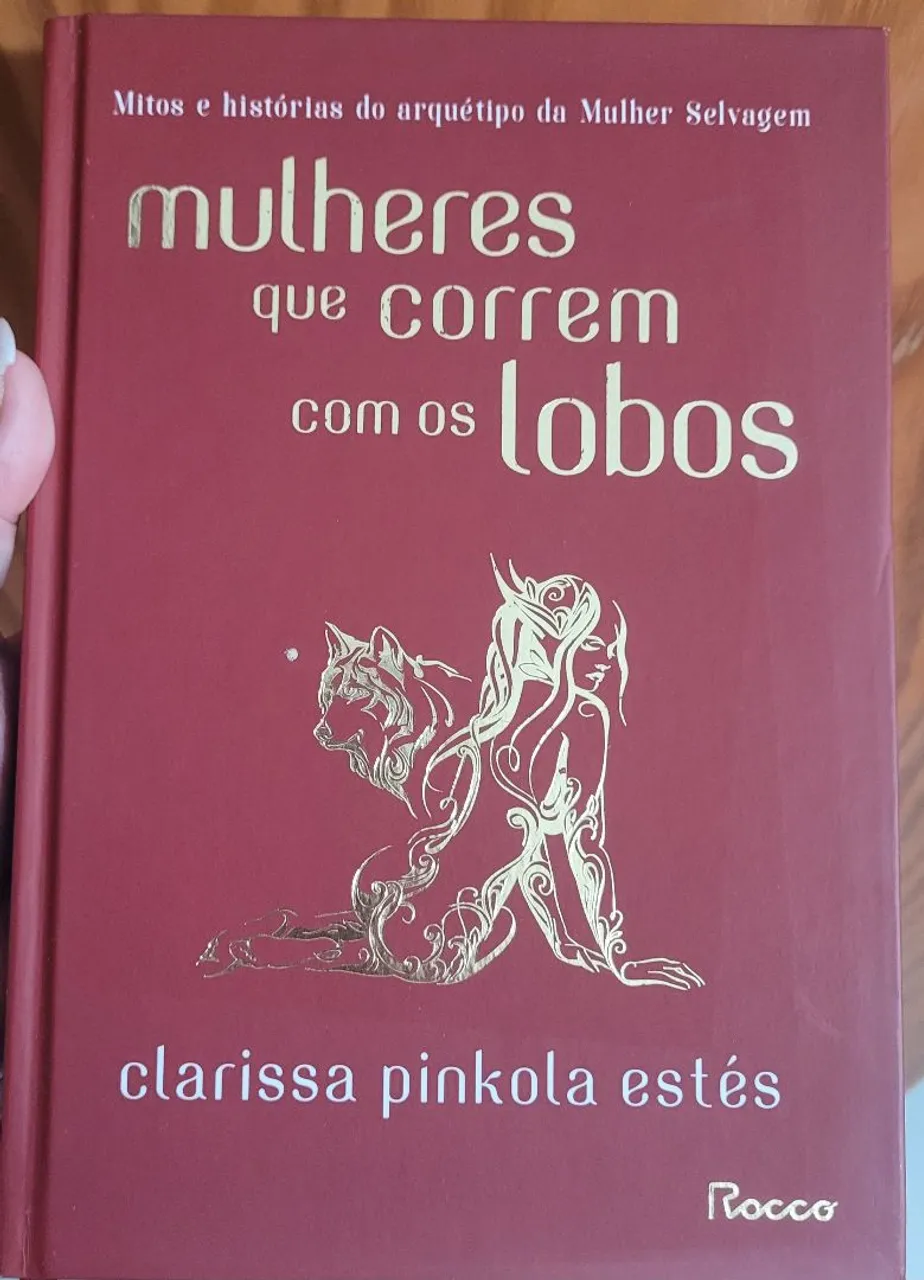 Mitos e histórias do arquétipo da Mulher Selvagem
mulheres
que correm
com os lobos
clarissa pinkola estés
Rocco